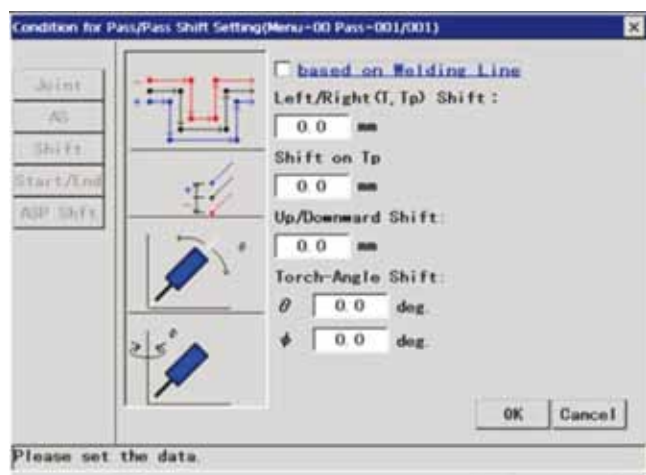 Condition for Pass/Pass Shift Setting(Menu-00 Pass-001/001)
Joint
AS
Shift
Start/End
ASP Shft
based on Welding Line
Left/Right(T,Tp) Shift:
0.0 mm
Shift on Tp
0.0 mm
Up/Downward Shift:
0.0 mm
Torch-Angle Shift:
θ 0.0 deg.
φ 0.0 deg.
OK Cancel
Please set the data.